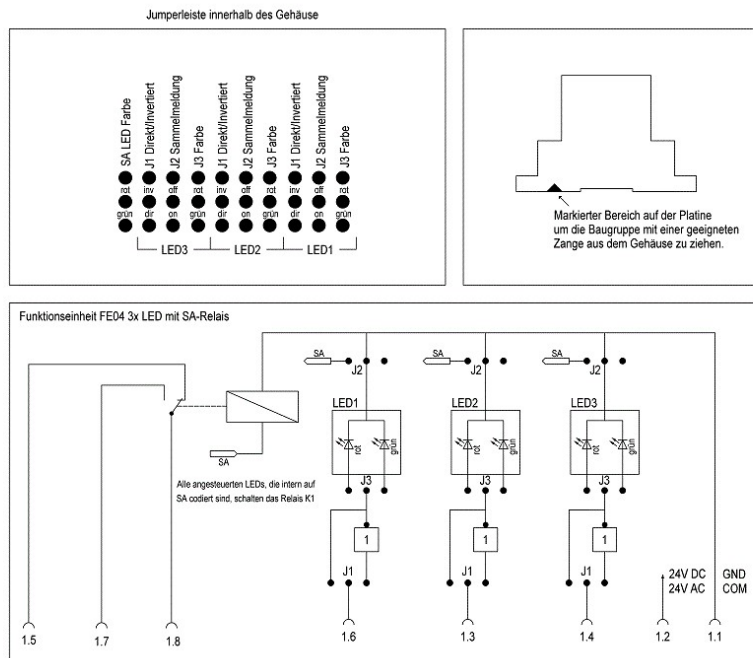 Jumperleiste innerhalb des Gehäuse
SA LED Farbe
J1 Direkt/Invertiert
J2 Sammelmeldung
J3 Farbe
J1 Direkt/Invertiert
J2 Sammelmeldung
J3 Farbe
J1 Direkt/Invertiert
J2 Sammelmeldung
J3 Farbe
rot inv off rot inv off rot inv off rot
grün dir on grün dir on grün dir on grün
LED3 LED2 LED1
Markierter Bereich auf der Platine
um die Baugruppe mit einer geeigneten
Zange aus dem Gehäuse zu ziehen.
Funktionseinheit FE04 3x LED mit SA-Relais
SA SA SA
J2 J2 J2
LED1 LED2 LED3
rot grün rot grün rot grün
SA
Alle angesteuerten LEDs, die intern auf
SA codiert sind, schalten das Relais K1
J3 J3 J3
1 1 1
J1 J1 J1
24V DC GND
24V AC COM
1.5 1.7 1.8 1.6 1.3 1.4 1.2 1.1